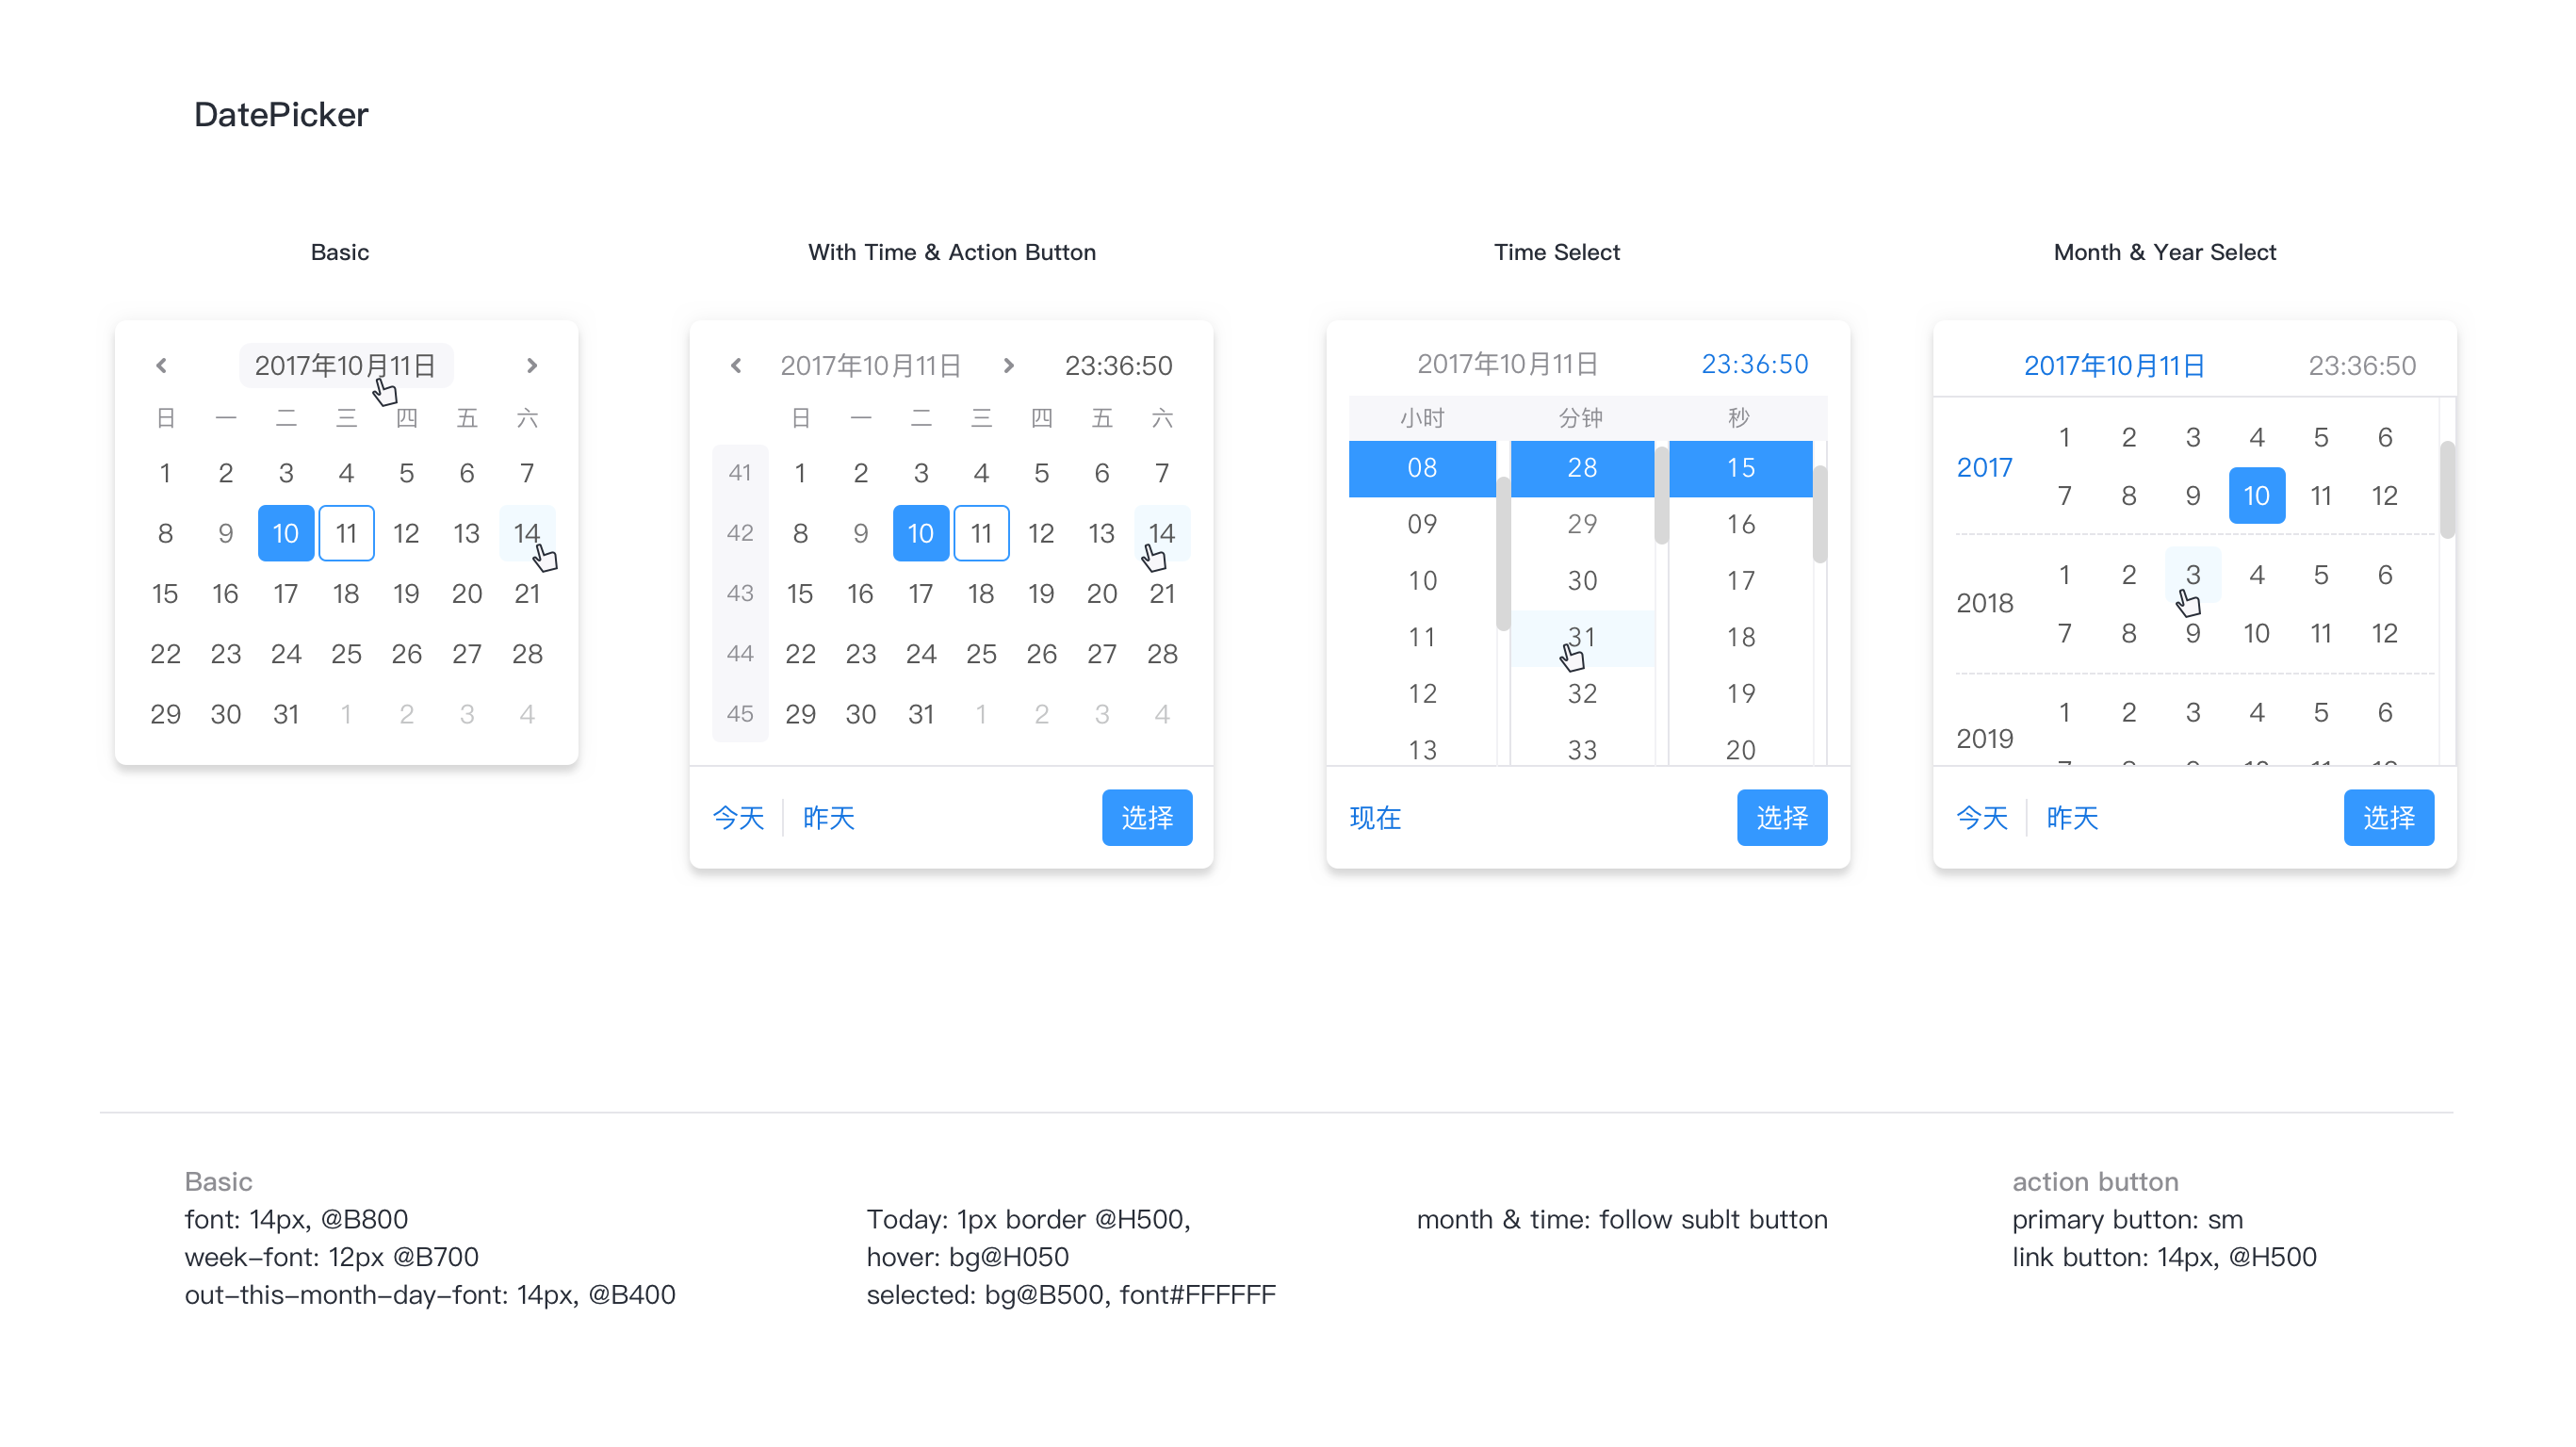 DatePicker
Basic
With Time & Action Button
Time Select
Month & Year Select
2017年10月11日
日 一 二 三 四 五 六
1 2 3 4 5 6 7
8 9 10 11 12 13 14
15 16 17 18 19 20 21
22 23 24 25 26 27 28
29 30 31 1 2 3 4
2017年10月11日 23:36:50
日 一 二 三 四 五 六
41 1 2 3 4 5 6 7
42 8 9 10 11 12 13 14
43 15 16 17 18 19 20 21
44 22 23 24 25 26 27 28
45 29 30 31 1 2 3 4
今天 昨天 选择
2017年10月11日 23:36:50
小时 分钟 秒
08 28 15
09 29 16
10 30 17
11 31 18
12 32 19
13 33 20
现在 选择
2017年10月11日 23:36:50
2017
1 2 3 4 5 6
7 8 9 10 11 12
2018
1 2 3 4 5 6
7 8 9 10 11 12
2019
1 2 3 4 5 6
今天 昨天 选择
Basic
font: 14px, @B800
week-font: 12px @B700
out-this-month-day-font: 14px, @B400
Today: 1px border @H500,
hover: bg@H050
selected: bg@B500, font#FFFFFF
month & time: follow sublt button
action button
primary button: sm
link button: 14px, @H500